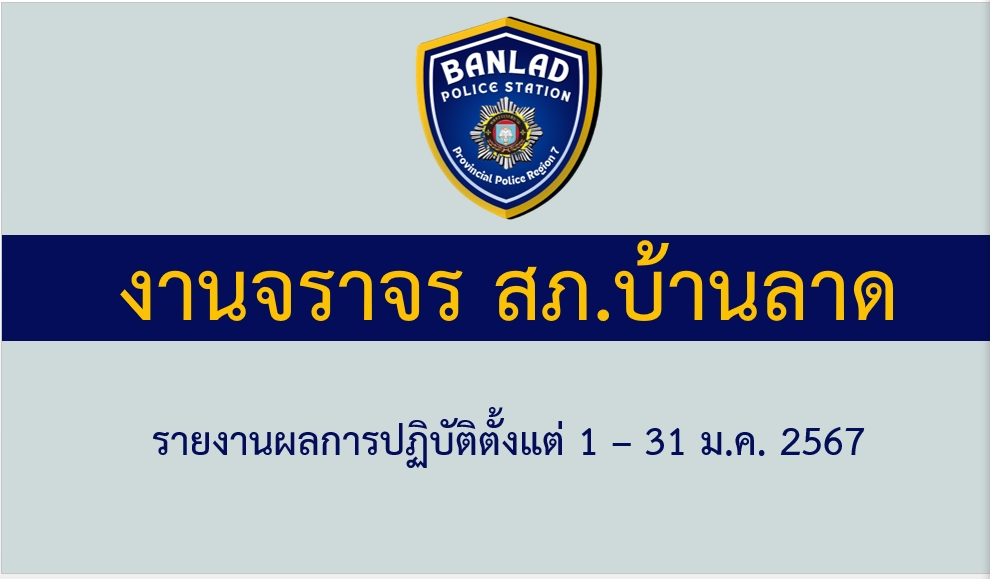 BANLAD
POLICE STATION
Provincial Police Region 7
งานจราจร สภ.บ้านลาด
รายงานผลการปฏิบัติตั้งแต่ 1 – 31 ม.ค. 2567